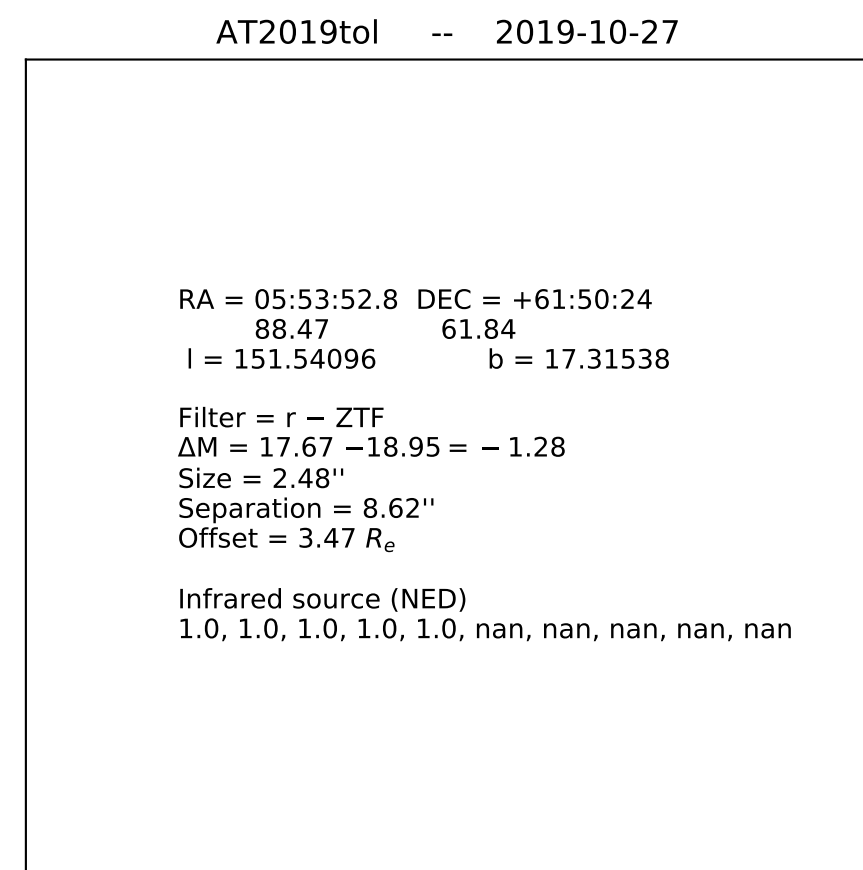 AT2019tol -- 2019-10-27
RA = 05:53:52.8 DEC = +61:50:24
88.47 61.84
l = 151.54096 b = 17.31538
Filter = r − ZTF
ΔM = 17.67 −18.95 = − 1.28
Size = 2.48''
Separation = 8.62''
Offset = 3.47 Rₑ
Infrared source (NED)
1.0, 1.0, 1.0, 1.0, 1.0, nan, nan, nan, nan, nan